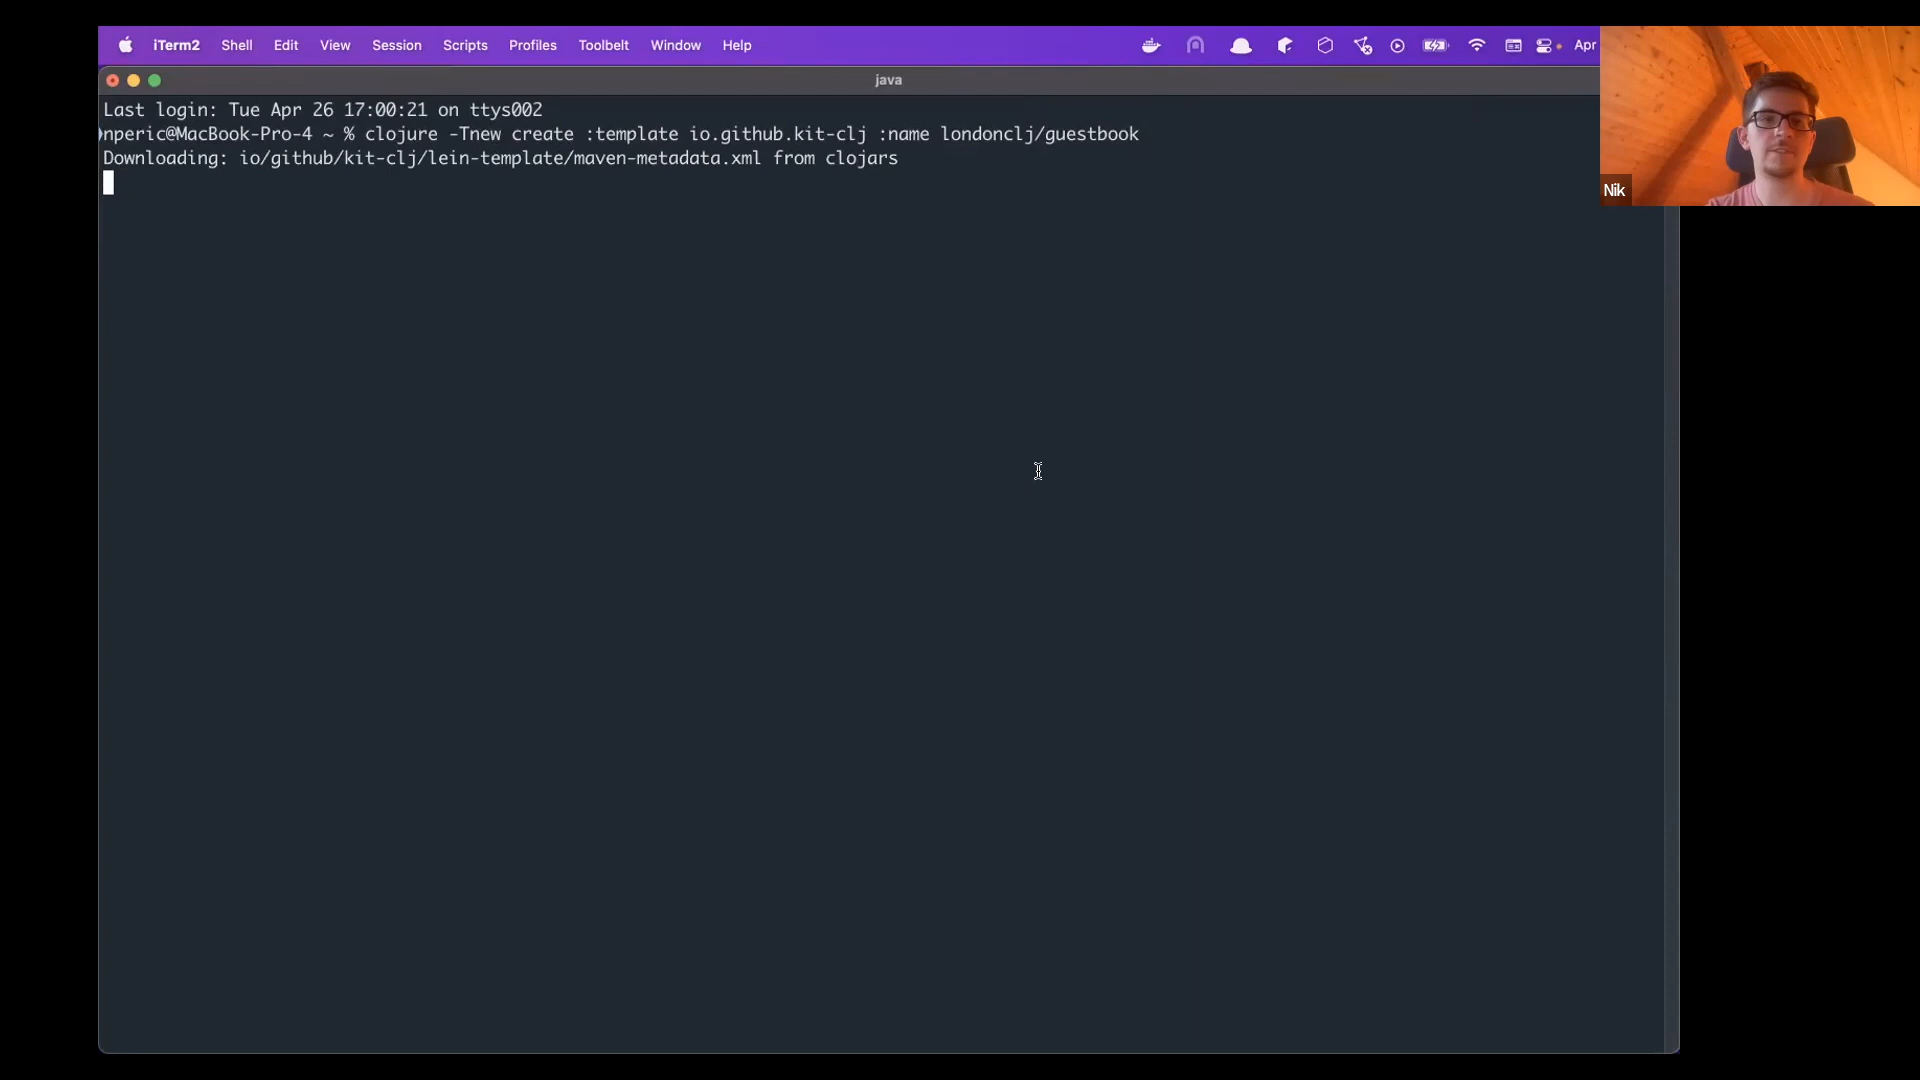 iTerm2 Shell Edit View Session Scripts Profiles Toolbelt Window Help Apr
java
Last login: Tue Apr 26 17:00:21 on ttys002
nperic@MacBook-Pro-4 ~ % clojure -Tnew create :template io.github.kit-clj :name londonclj/guestbook
Downloading: io/github/kit-clj/lein-template/maven-metadata.xml from clojars
Nik